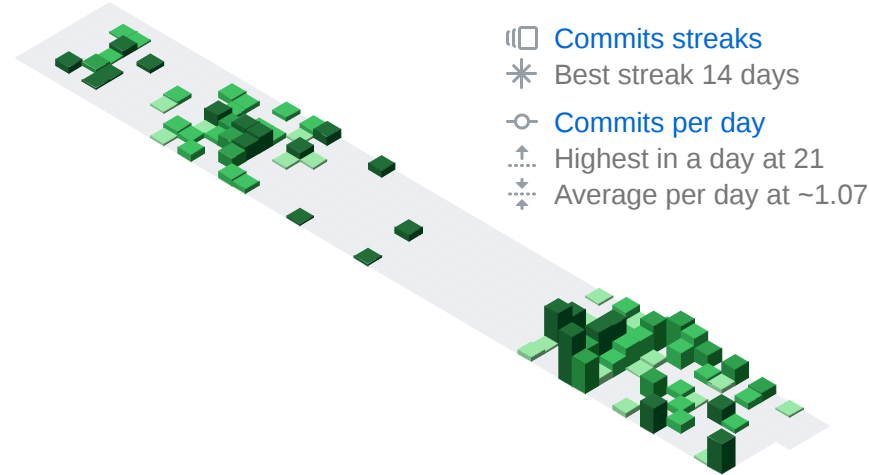 Commits streaks
Best streak 14 days
Commits per day
Highest in a day at 21
Average per day at ~1.07